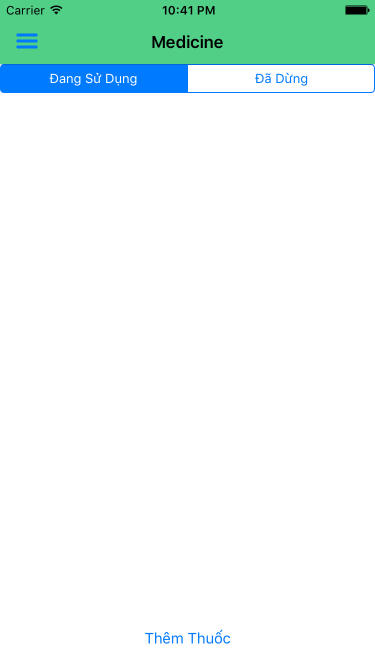 Carrier 10:41 PM
Medicine
Đang Sử Dụng Đã Dừng
Thêm Thuốc